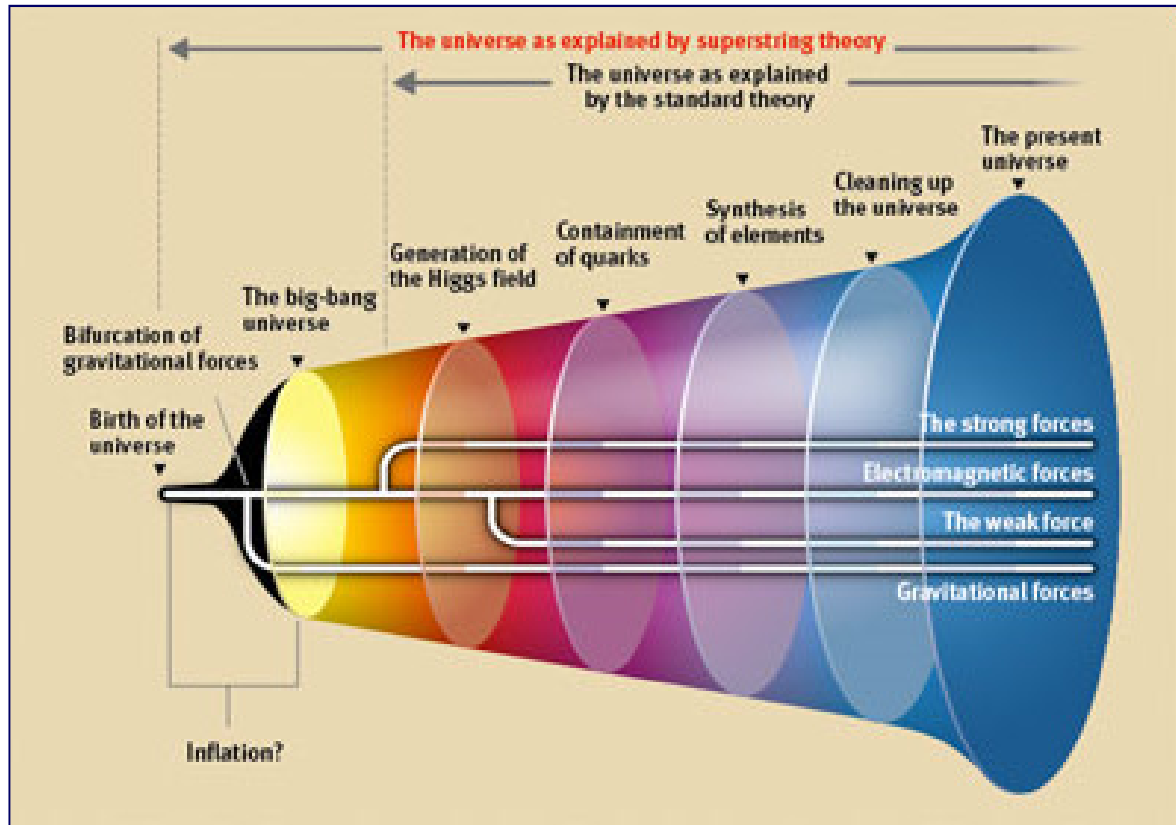 The universe as explained by superstring theory
The universe as explained
by the standard theory
The present
universe
Cleaning up
the universe
Synthesis
of elements
Containment
of quarks
Generation of
the Higgs field
The big-bang
universe
Bifurcation of
gravitational forces
Birth of the
universe
The strong forces
Electromagnetic forces
The weak force
Gravitational forces
Inflation?